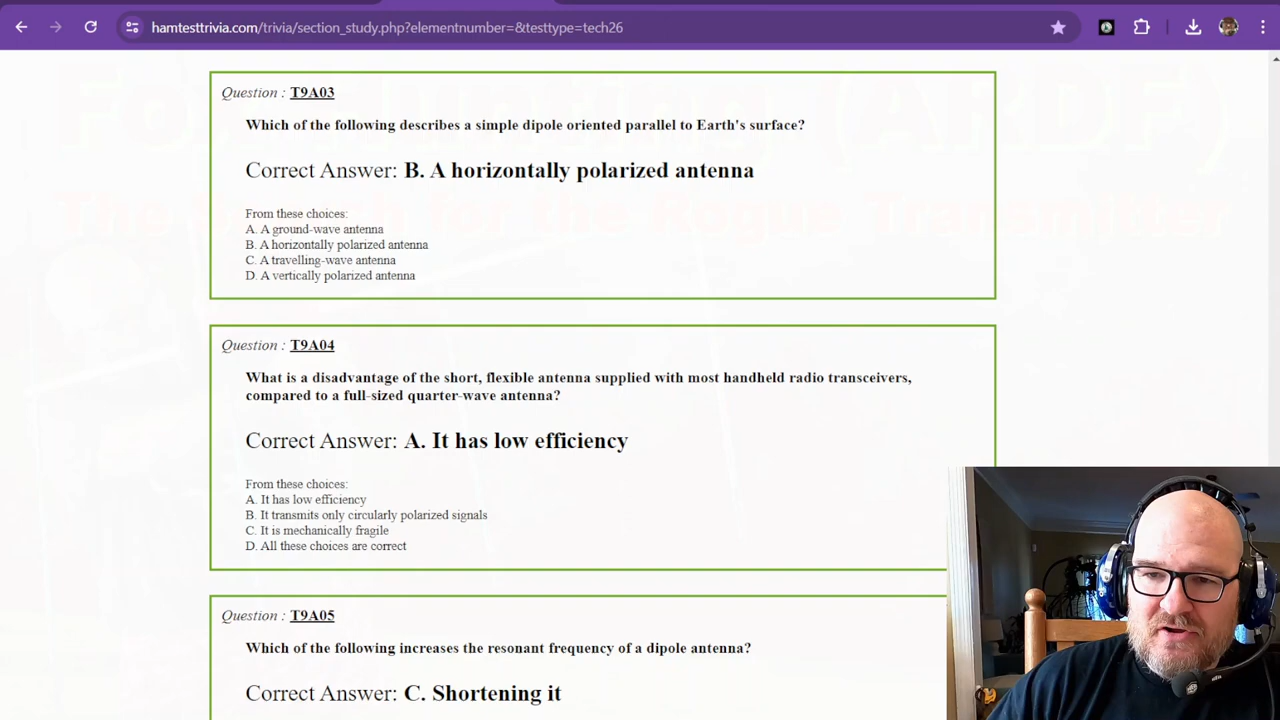 hamtesttrivia.com/trivia/section_study.php?elementnumber=&testtype=tech26
Question : T9A03
Which of the following describes a simple dipole oriented parallel to Earth's surface?
Correct Answer: B. A horizontally polarized antenna
From these choices:
A. A ground-wave antenna
B. A horizontally polarized antenna
C. A travelling-wave antenna
D. A vertically polarized antenna
Question : T9A04
What is a disadvantage of the short, flexible antenna supplied with most handheld radio transceivers,
compared to a full-sized quarter-wave antenna?
Correct Answer: A. It has low efficiency
From these choices:
A. It has low efficiency
B. It transmits only circularly polarized signals
C. It is mechanically fragile
D. All these choices are correct
Question : T9A05
Which of the following increases the resonant frequency of a dipole antenna?
Correct Answer: C. Shortening it